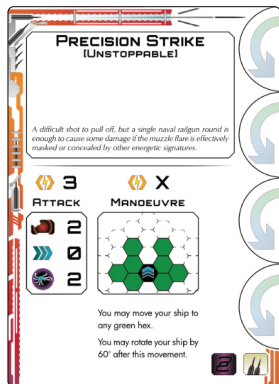 Precision Strike
(Unstoppable)
A difficult shot to pull off, but a single naval railgun round is
enough to cause some damage if the muzzle flare is effectively
masked or concealed by other energetic signatures.
3 X
Attack Manoeuvre
2
0
2
You may move your ship to
any green hex.
You may rotate your ship by
60° after this movement.